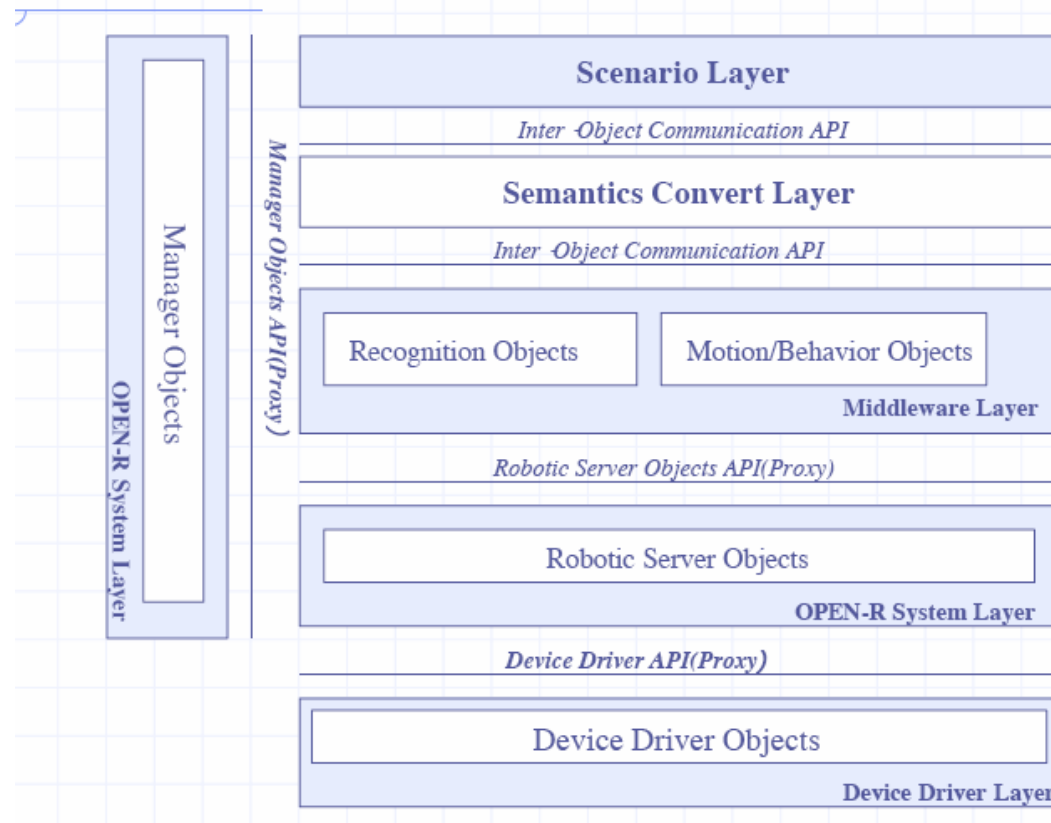 Scenario Layer
Inter -Object Communication API
Semantics Convert Layer
Inter -Object Communication API
Recognition Objects
Motion/Behavior Objects
Middleware Layer
Robotic Server Objects API(Proxy)
Robotic Server Objects
OPEN-R System Layer
Device Driver API(Proxy)
Device Driver Objects
Device Driver Layer
Manager Objects API(Proxy)
Manager Objects
OPEN-R System Layer